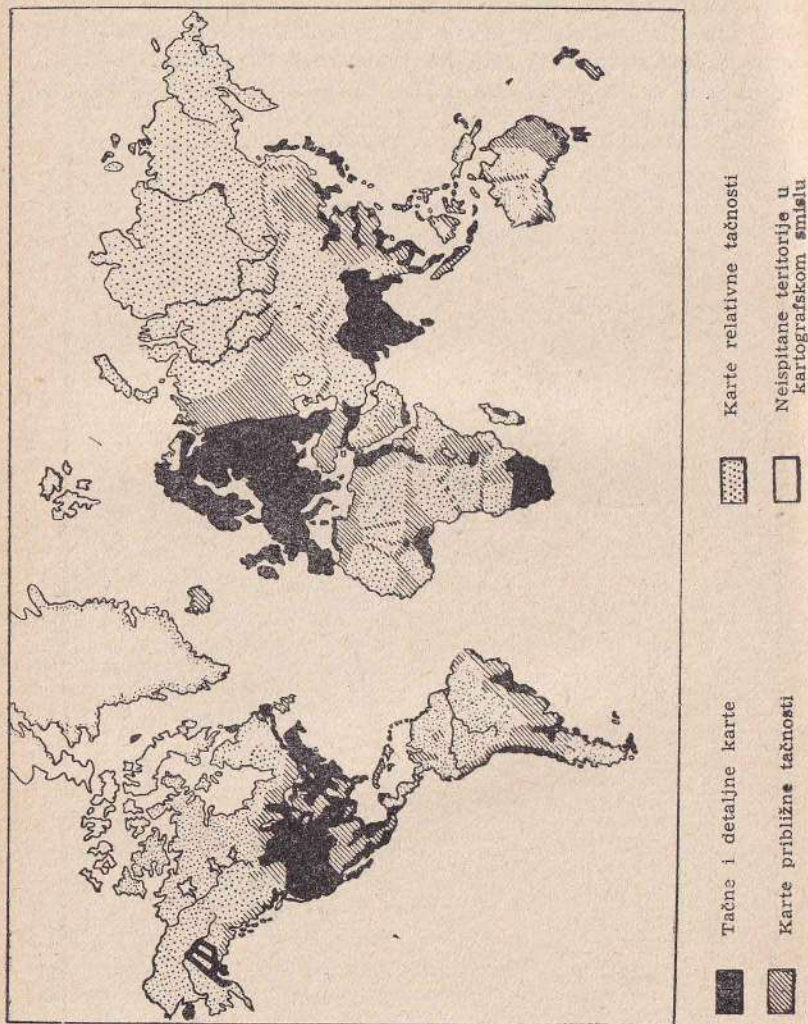 Tačne i detaljne karte
Karte približne tačnosti
Karte relativne tačnosti
Neispitane teritorije u
kartografskom smislu